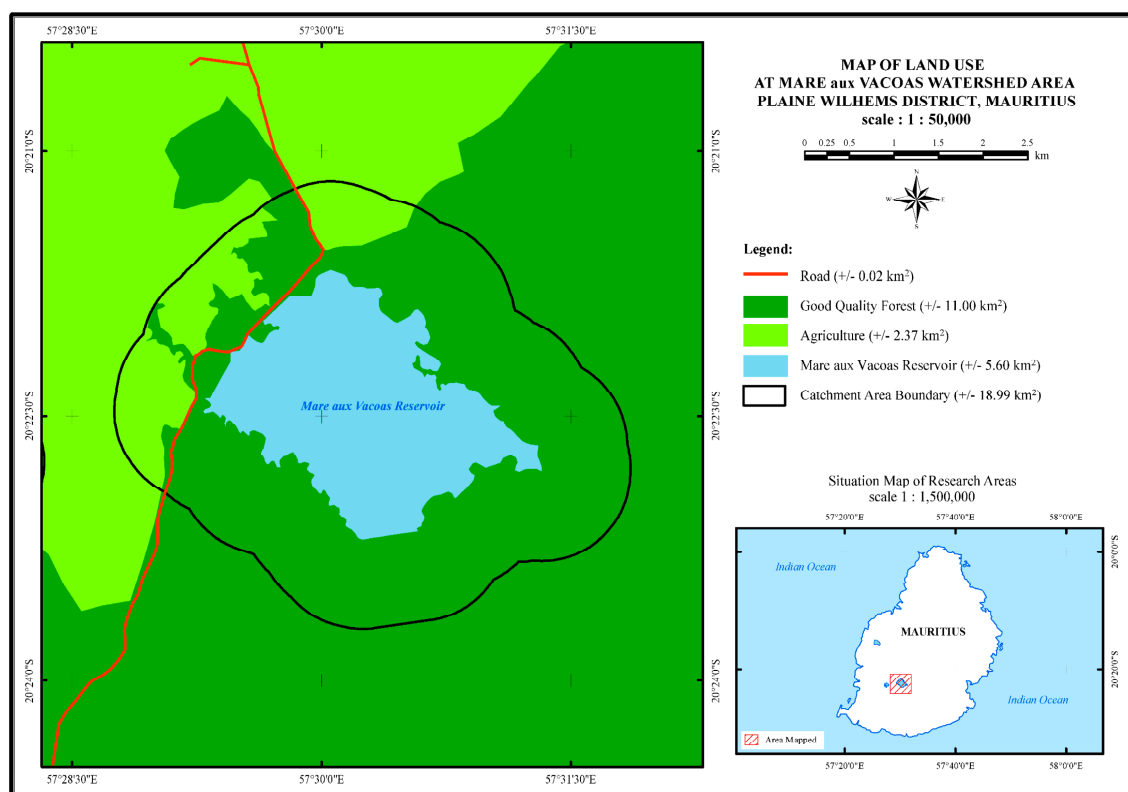 57°28'30"E 57°30'0"E 57°31'30"E
20°21'0"S
20°22'30"S
20°24'0"S
Mare aux Vacoas Reservoir
20°21'0"S
20°22'30"S
20°24'0"S
57°28'30"E 57°30'0"E 57°31'30"E
MAP OF LAND USE
AT MARE aux VACOAS WATERSHED AREA
PLAINE WILHEMS DISTRICT, MAURITIUS
scale : 1 : 50,000
0 0.25 0.5 1 1.5 2 2.5
km
N
W E
S
Legend:
Road (+/- 0.02 km²)
Good Quality Forest (+/- 11.00 km²)
Agriculture (+/- 2.37 km²)
Mare aux Vacoas Reservoir (+/- 5.60 km²)
Catchment Area Boundary (+/- 18.99 km²)
Situation Map of Research Areas
scale 1 : 1,500,000
57°20'0"E 57°40'0"E 58°0'0"E
20°0'0"S
Indian Ocean
MAURITIUS
20°20'0"S
Indian Ocean
Area Mapped
57°20'0"E 57°40'0"E 58°0'0"E